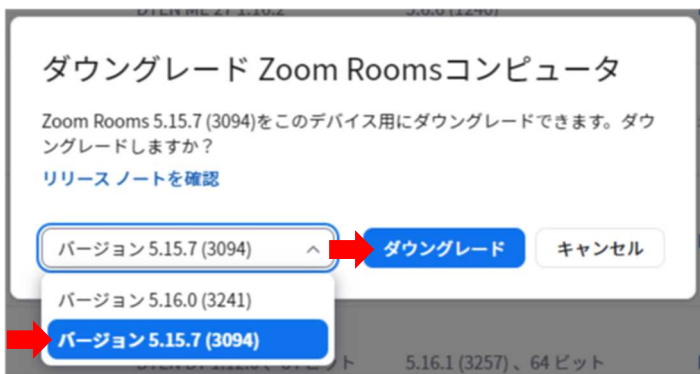 ダウングレード Zoom Roomsコンピュータ
Zoom Rooms 5.15.7 (3094)をこのデバイス用にダウングレードできます。ダウ
ングレードしますか？
リリース ノートを確認
バージョン 5.15.7 (3094)
ダウングレード
キャンセル
バージョン 5.16.0 (3241)
バージョン 5.15.7 (3094)
5.16.1 (3257) 、64 ビット